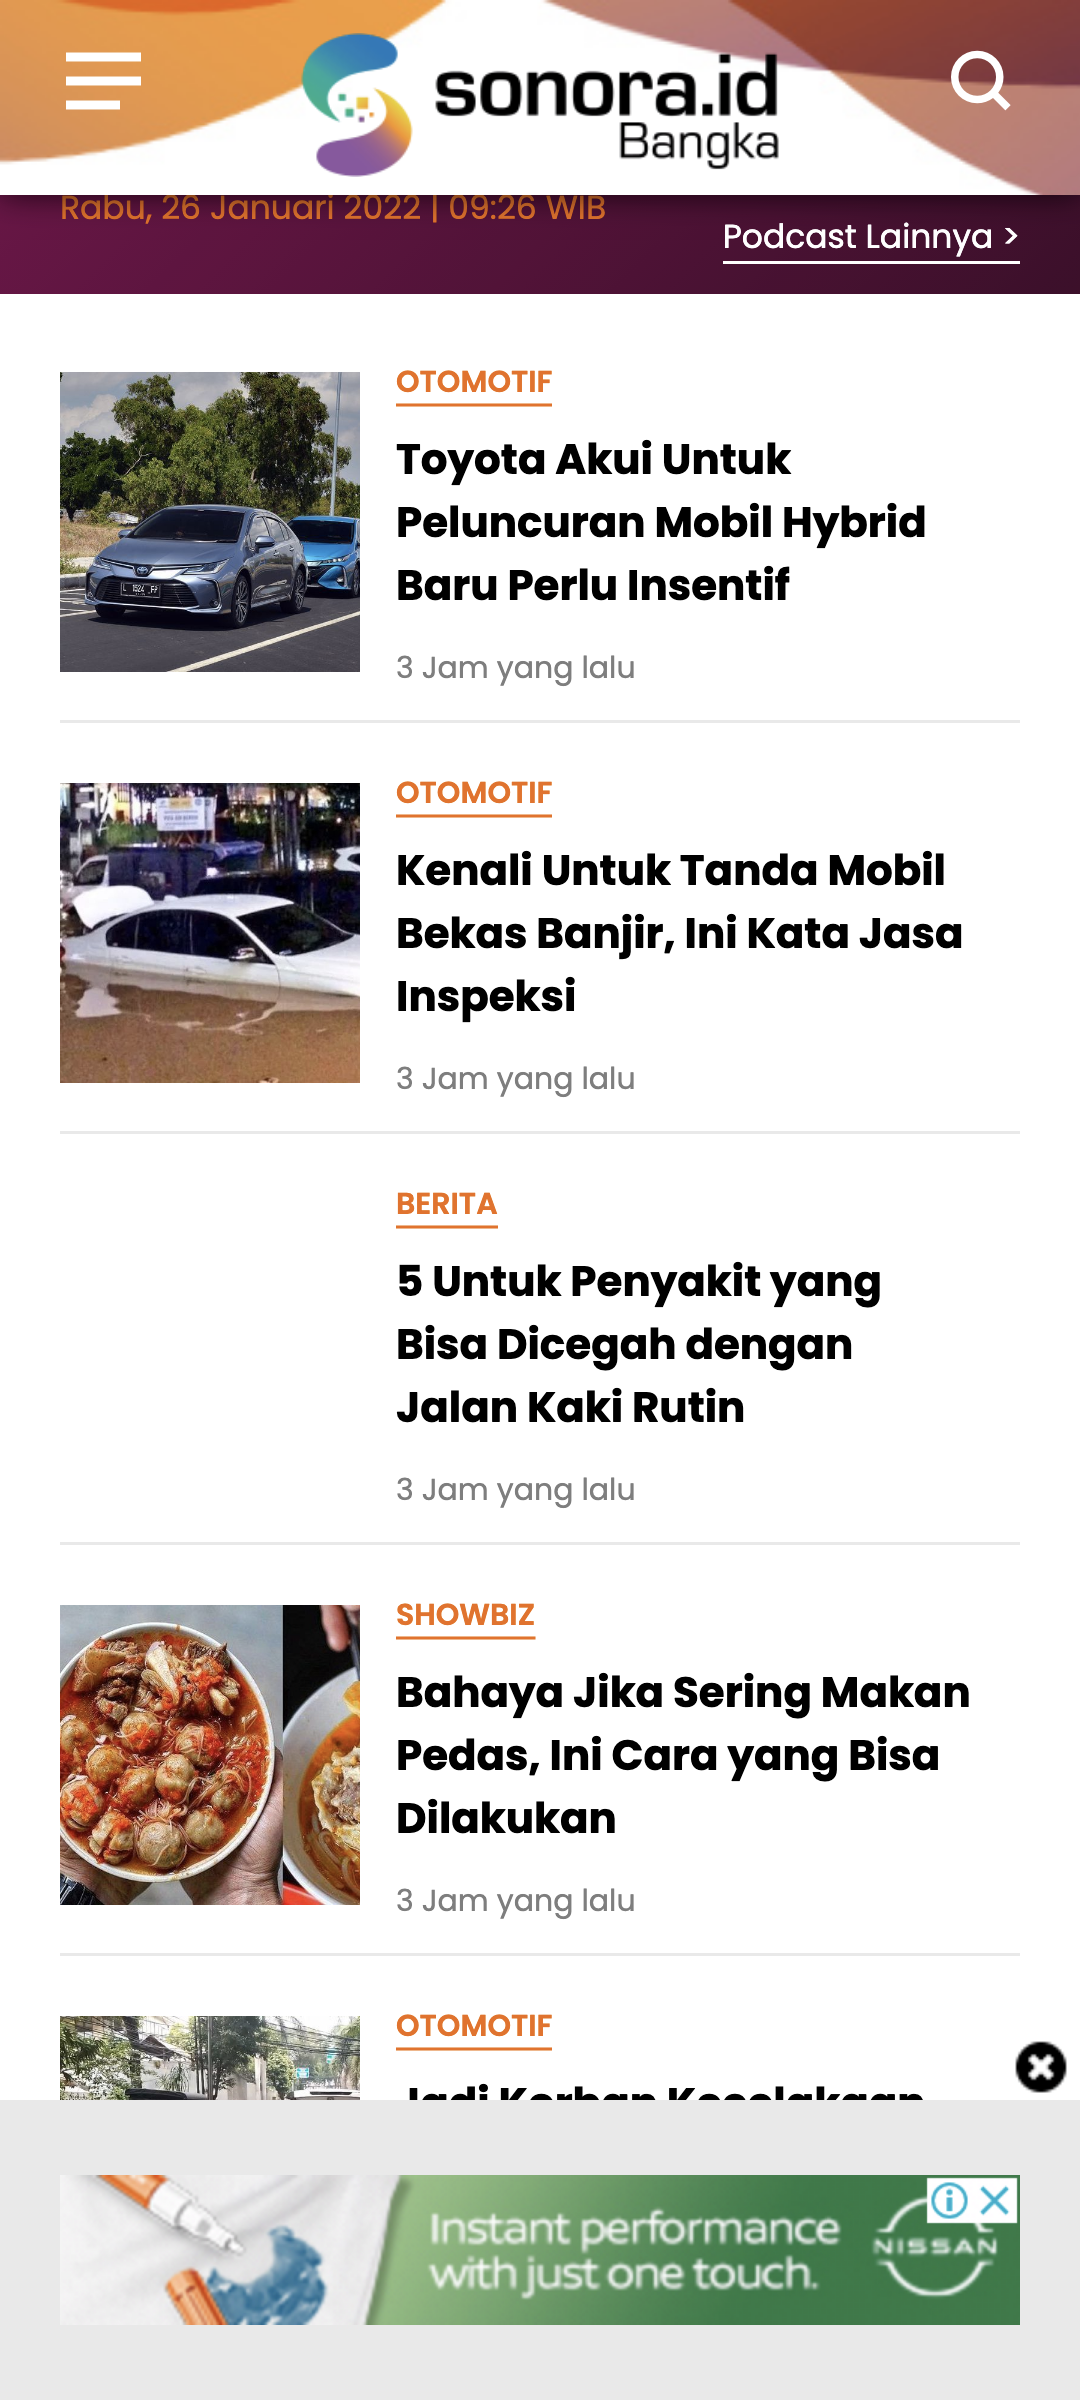 sonora.id
Bangka
Rabu, 26 Januari 2022 | 09:26 WIB
Podcast Lainnya >
OTOMOTIF
Toyota Akui Untuk
Peluncuran Mobil Hybrid
Baru Perlu Insentif
3 Jam yang lalu
OTOMOTIF
Kenali Untuk Tanda Mobil
Bekas Banjir, Ini Kata Jasa
Inspeksi
3 Jam yang lalu
BERITA
5 Untuk Penyakit yang
Bisa Dicegah dengan
Jalan Kaki Rutin
3 Jam yang lalu
SHOWBIZ
Bahaya Jika Sering Makan
Pedas, Ini Cara yang Bisa
Dilakukan
3 Jam yang lalu
OTOMOTIF
Jadi Korban Kecelakaan
Instant performance
with just one touch.
NISSAN